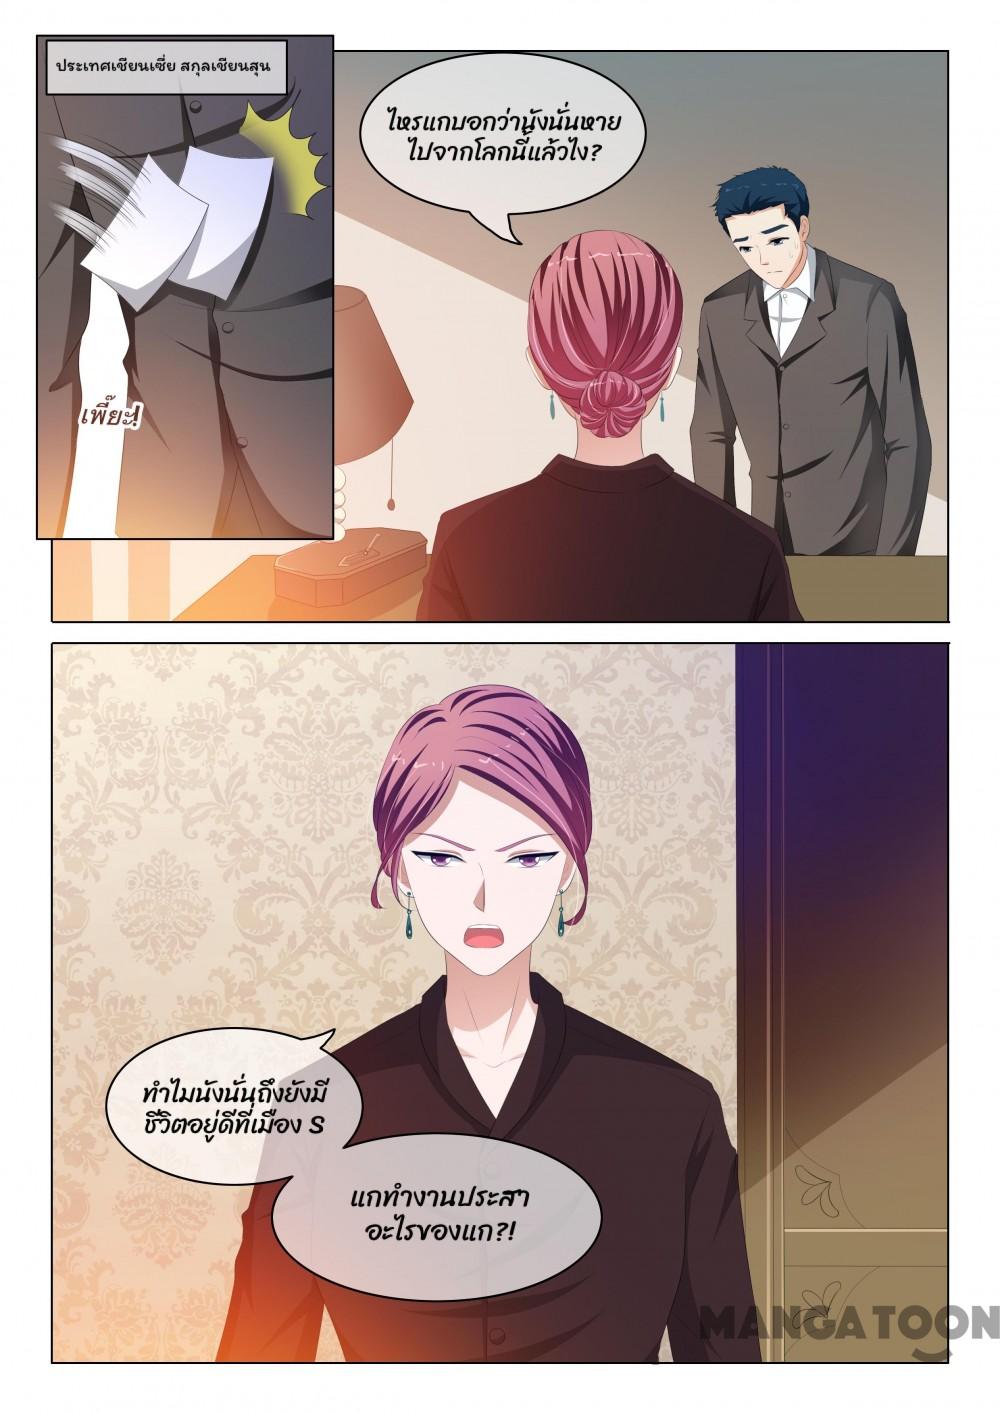 ประเทศเชียนเซี่ย สกุลเชียนสุน
ไหรแกบอกว่านังนั่นหาย
ไปจากโลกนี้แล้วไง?
เพี๊ยะ!
ทำไมนังนั่นถึงยังมี
ชีวิตอยู่ดีที่เมือง S
แกทำงานประสา
อะไรของแก?!
MANGATOON